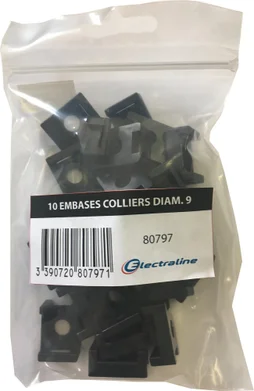 10 EMBASES COLLIERS DIAM. 9
80797
3 390720 807971
Electraline